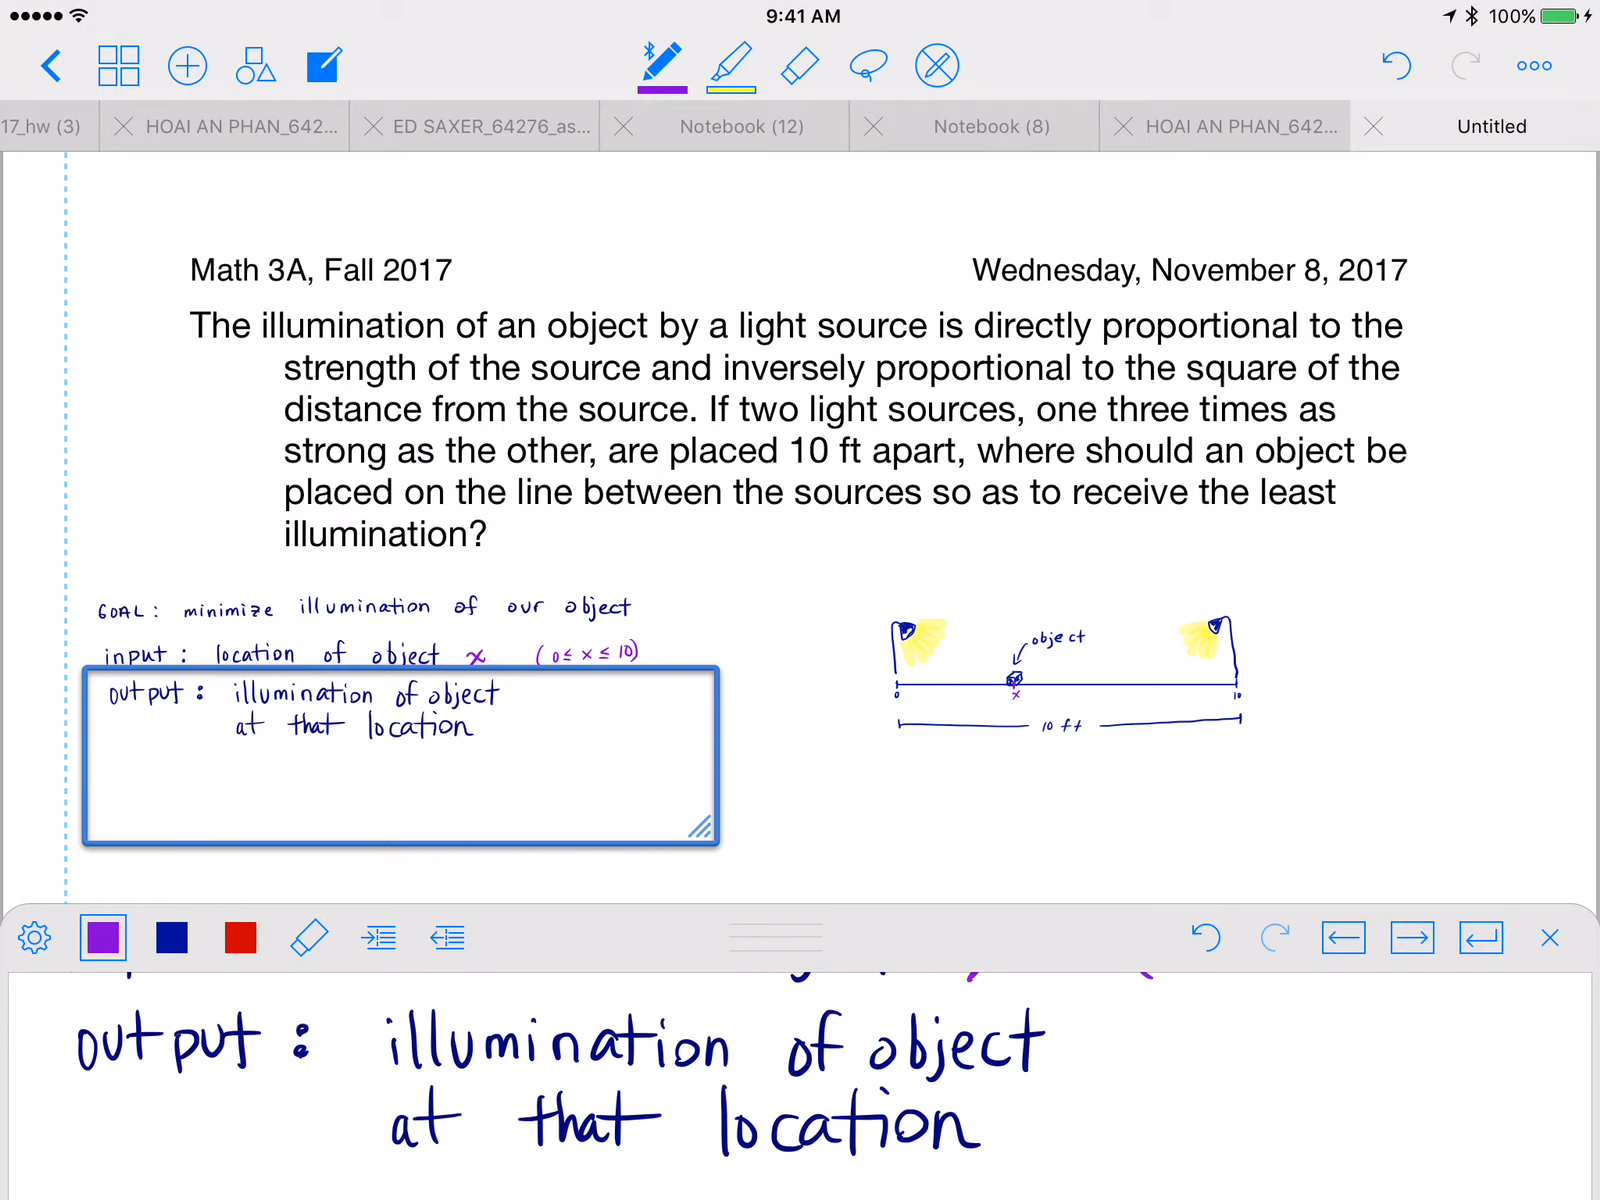 9:41 AM
100%
17_hw (3)
HOAI AN PHAN_642...
ED SAXER_64276_as...
Notebook (12)
Notebook (8)
HOAI AN PHAN_642...
Untitled
Math 3A, Fall 2017
Wednesday, November 8, 2017
The illumination of an object by a light source is directly proportional to the
strength of the source and inversely proportional to the square of the
distance from the source. If two light sources, one three times as
strong as the other, are placed 10 ft apart, where should an object be
placed on the line between the sources so as to receive the least
illumination?
GOAL: minimize illumination of our object
input: location of object x (0 ≤ x ≤ 10)
output: illumination of object
at that location
object
0
x
10
10 ft
output: illumination of object
at that location